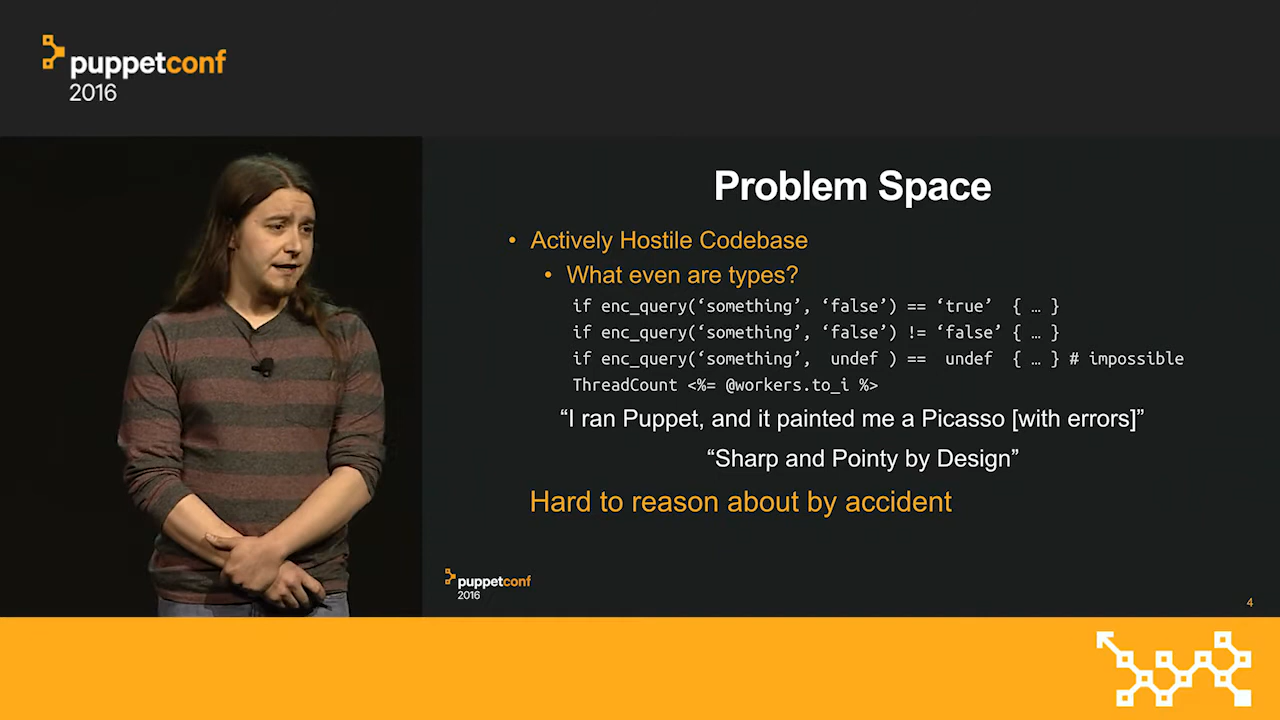 puppetconf
2016
Problem Space
• Actively Hostile Codebase
• What even are types?
if enc_query(‘something’, ‘false’) == ‘true’ { … }
if enc_query(‘something’, ‘false’) != ‘false’ { … }
if enc_query(‘something’, undef ) == undef { … } # impossible
ThreadCount <%= @workers.to_i %>
“I ran Puppet, and it painted me a Picasso [with errors]”
“Sharp and Pointy by Design”
Hard to reason about by accident
puppetconf
2016
4